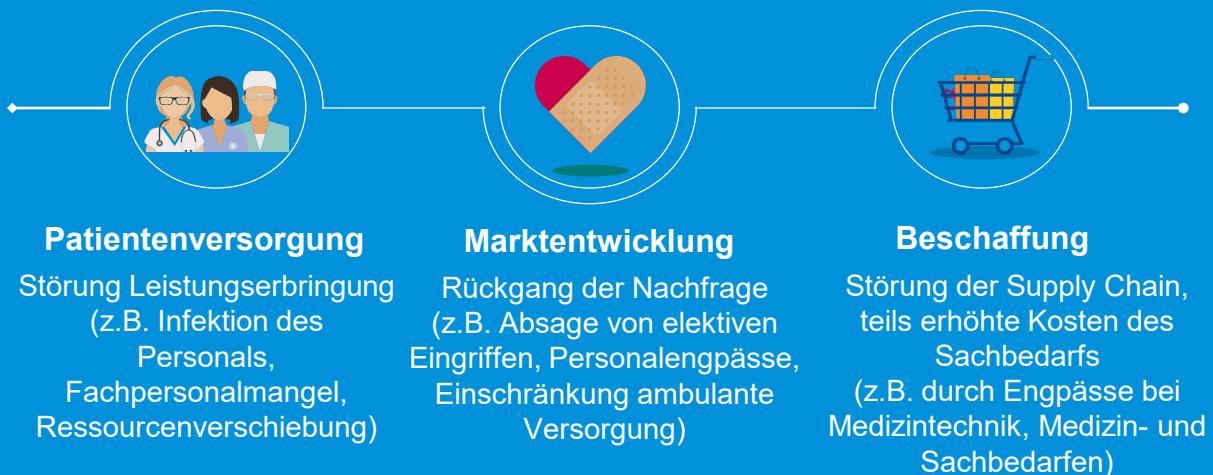 Patientenversorgung
Störung Leistungserbringung
(z.B. Infektion des
Personals,
Fachpersonalmangel,
Ressourcenverschiebung)
Marktentwicklung
Rückgang der Nachfrage
(z.B. Absage von elektiven
Eingriffen, Personalengpässe,
Einschränkung ambulante
Versorgung)
Beschaffung
Störung der Supply Chain,
teils erhöhte Kosten des
Sachbedarfs
(z.B. durch Engpässe bei
Medizintechnik, Medizin- und
Sachbedarfen)